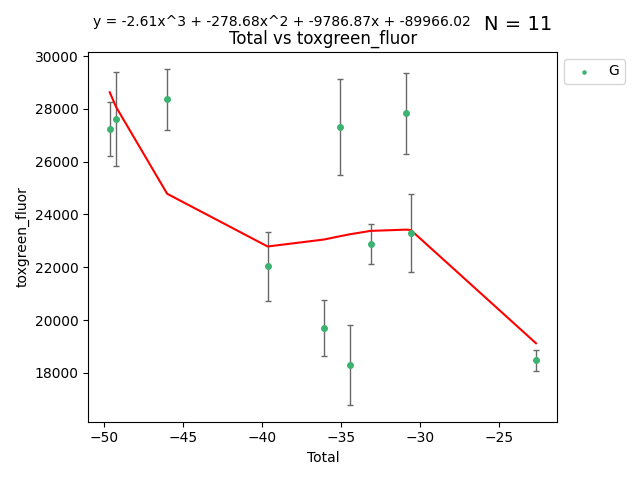 y = -2.61x^3 + -278.68x^2 + -9786.87x + -89966.02 N = 11
Total vs toxgreen_fluor
G
30000
28000
26000
24000
22000
20000
18000
toxgreen_fluor
−50 −45 −40 −35 −30 −25
Total